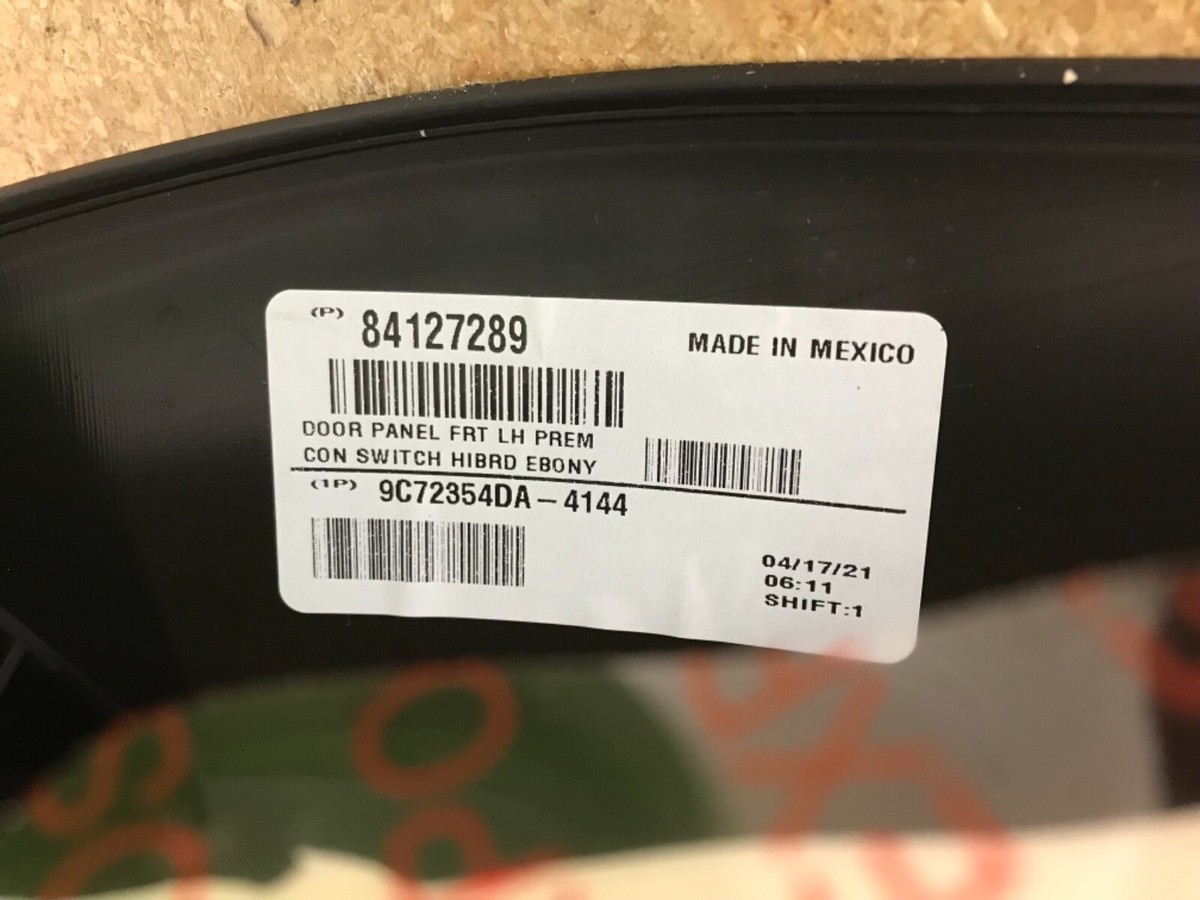 (P) 84127289
MADE IN MEXICO
DOOR PANEL FRT LH PREM
CON SWITCH HIBRD EBONY
(1P) 9C72354DA-4144
04/17/21
06:11
SHIFT:1